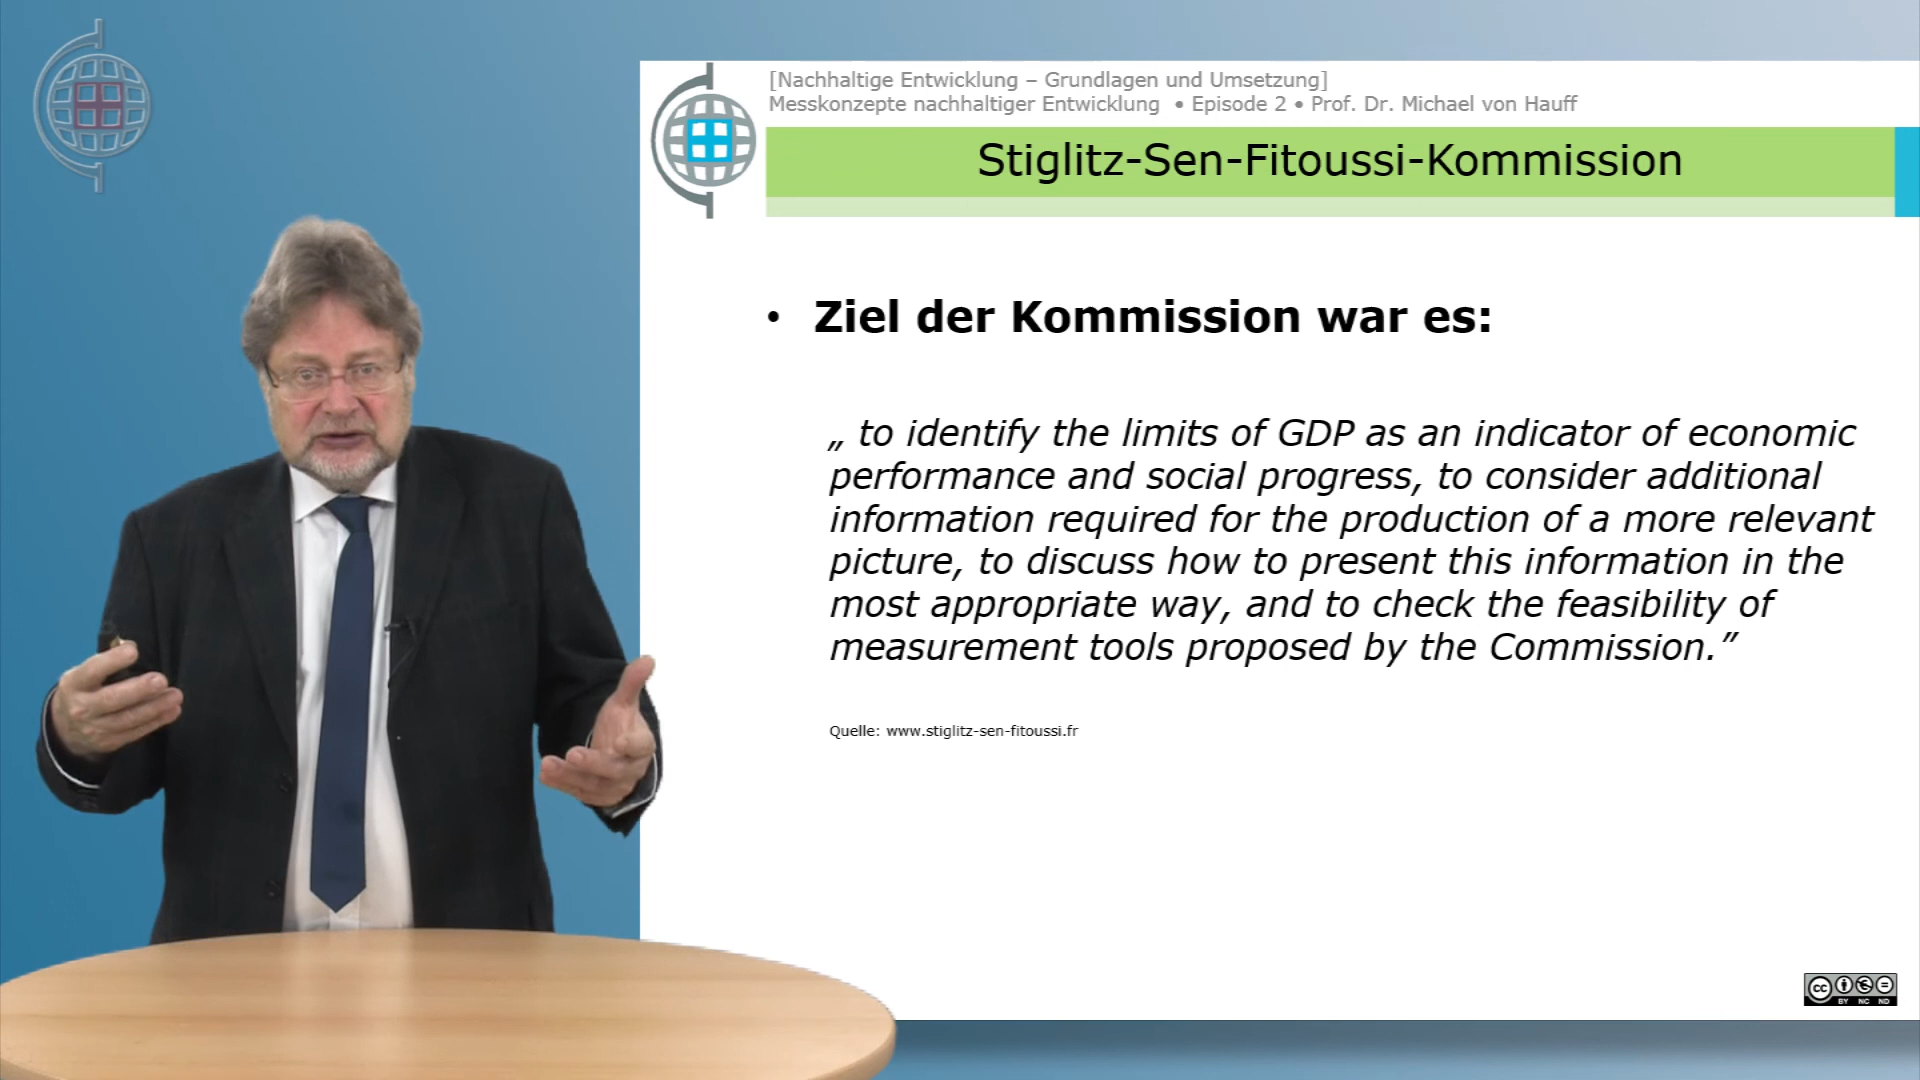 [Nachhaltige Entwicklung – Grundlagen und Umsetzung]
Messkonzepte nachhaltiger Entwicklung • Episode 2 • Prof. Dr. Michael von Hauff
Stiglitz-Sen-Fitoussi-Kommission
• Ziel der Kommission war es:
„ to identify the limits of GDP as an indicator of economic
performance and social progress, to consider additional
information required for the production of a more relevant
picture, to discuss how to present this information in the
most appropriate way, and to check the feasibility of
measurement tools proposed by the Commission.”
Quelle: www.stiglitz-sen-fitoussi.fr
cc
BY NC ND